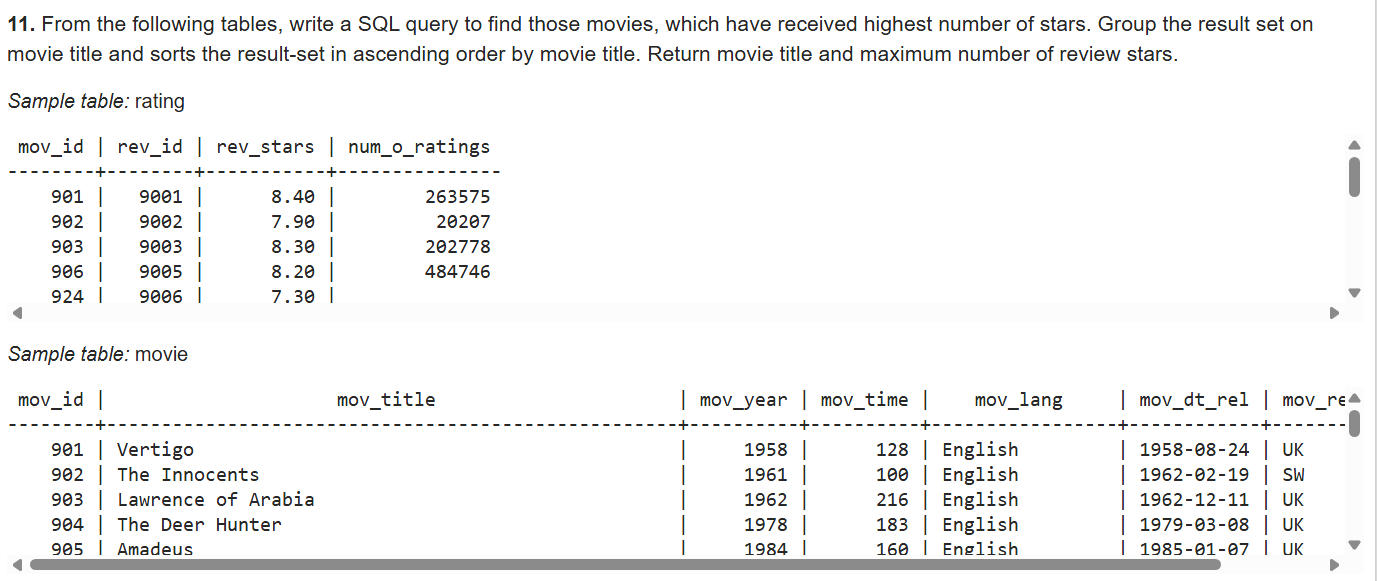 11. From the following tables, write a SQL query to find those movies, which have received highest number of stars. Group the result set on
movie title and sorts the result-set in ascending order by movie title. Return movie title and maximum number of review stars.
Sample table: rating
mov_id | rev_id | rev_stars | num_o_ratings
--------+--------+-----------+---------------
901 | 9001 | 8.40 | 263575
902 | 9002 | 7.90 | 20207
903 | 9003 | 8.30 | 202778
906 | 9005 | 8.20 | 484746
924 | 9006 | 7.30 |
Sample table: movie
mov_id | mov_title | mov_year | mov_time | mov_lang | mov_dt_rel | mov_re
--------+----------------------------------------------------+----------+----------+-----------------+------------+-------
901 | Vertigo | 1958 | 128 | English | 1958-08-24 | UK
902 | The Innocents | 1961 | 100 | English | 1962-02-19 | SW
903 | Lawrence of Arabia | 1962 | 216 | English | 1962-12-11 | UK
904 | The Deer Hunter | 1978 | 183 | English | 1979-03-08 | UK
905 | Amadeus | 1984 | 160 | English | 1985-01-07 | UK